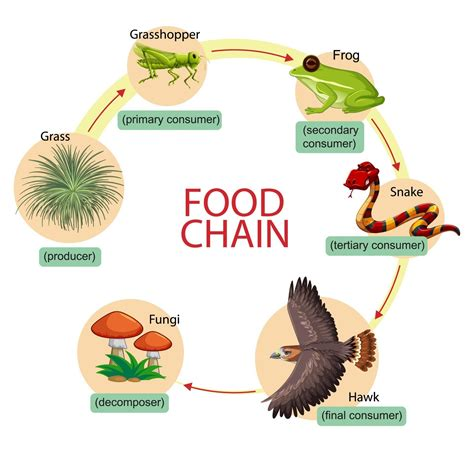 Grasshopper
(primary consumer)
Frog
(secondary
consumer)
Grass
(producer)
Snake
(tertiary consumer)
FOOD
CHAIN
Fungi
(decomposer)
Hawk
(final consumer)